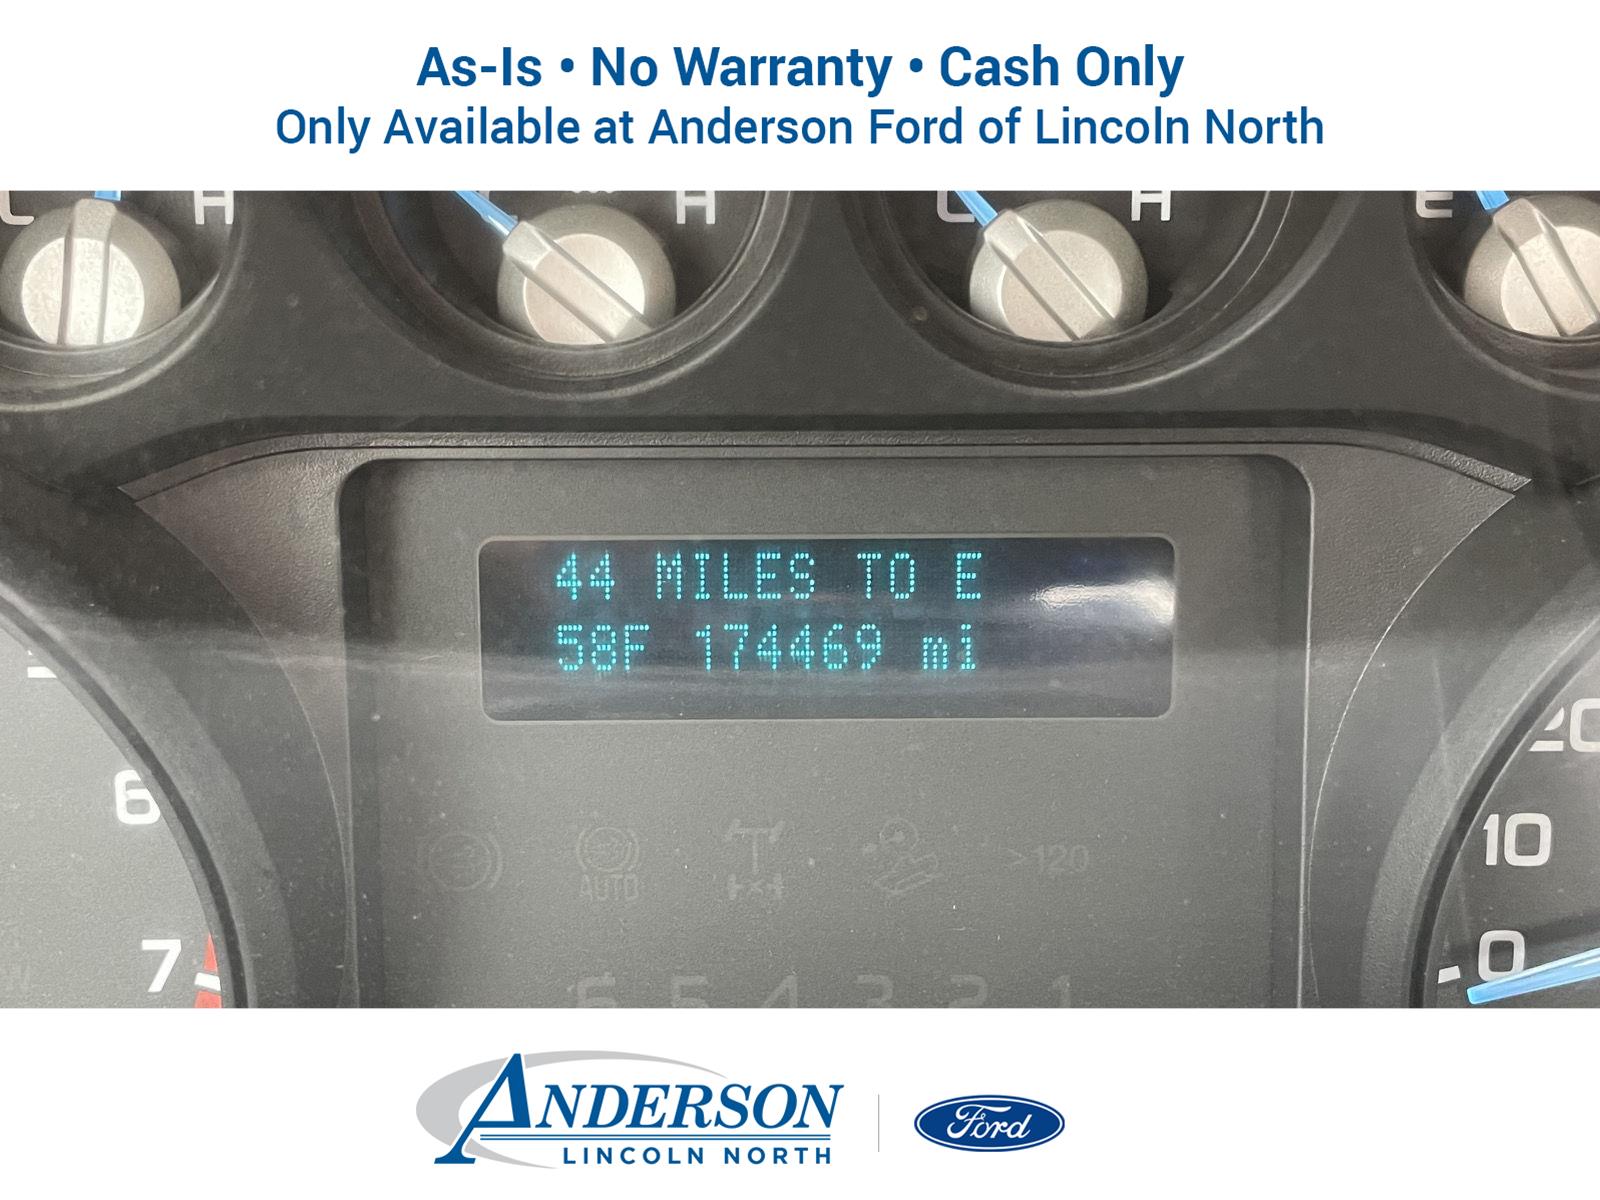 As-Is • No Warranty • Cash Only
Only Available at Anderson Ford of Lincoln North
C H H C H E
44 MILES TO E
58F 174469 mi
20
6
10
>120
AUTO
7
0
6 5 4 3 2 1
ANDERSON
LINCOLN NORTH
Ford